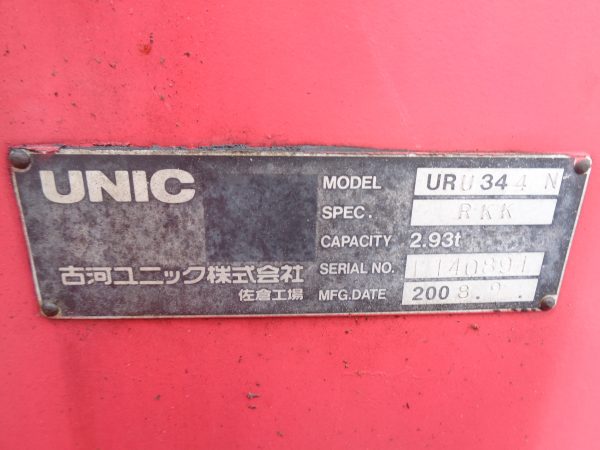 UNIC
古河ユニック株式会社
佐倉工場
MODEL URU344N
SPEC. RKK
CAPACITY 2.93t
SERIAL NO.
MFG.DATE 2008.